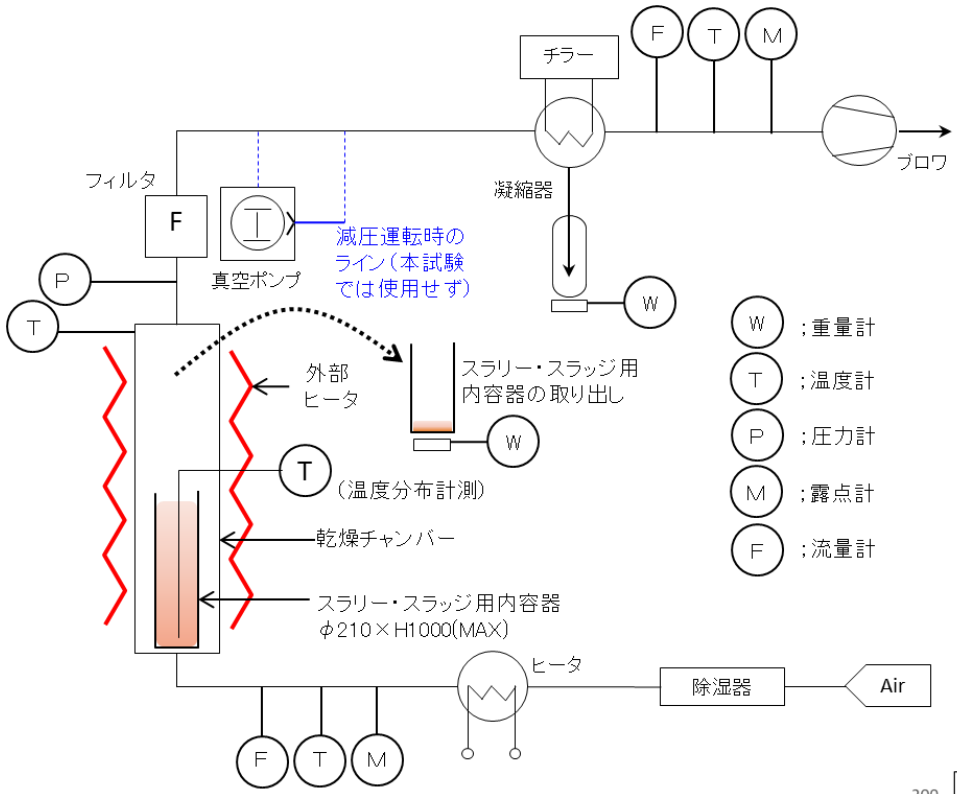 チラー
F
T
M
ブロワ
凝縮器
フィルタ
F
真空ポンプ
減圧運転時の
ライン(本試験
では使用せず)
P
T
W
外部
ヒータ
スラリー・スラッジ用
内容器の取り出し
W
T
(温度分布計測)
乾燥チャンバー
スラリー・スラッジ用内容器
φ210×H1000(MAX)
W ;重量計
T ;温度計
P ;圧力計
M ;露点計
F ;流量計
ヒータ
除湿器
Air
F
T
M